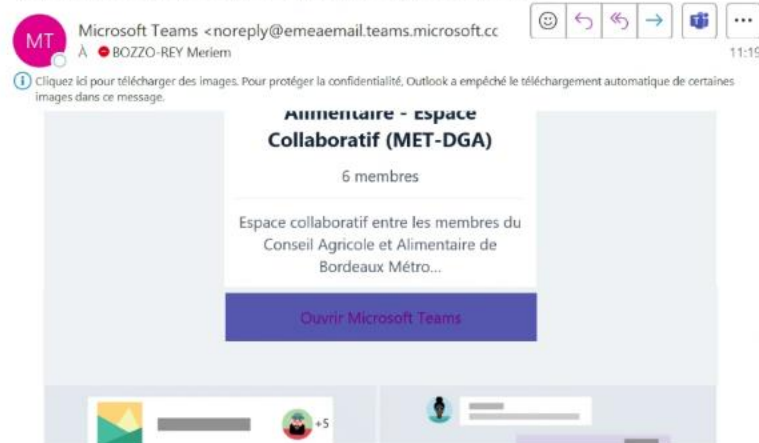 MT
Microsoft Teams <noreply@emeaemail.teams.microsoft.cc
À BOZZO-REY Meriem
11:19
Cliquez ici pour télécharger des images. Pour protéger la confidentialité, Outlook a empêché le téléchargement automatique de certaines
images dans ce message.
Alimentaire - Espace
Collaboratif (MET-DGA)
6 membres
Espace collaboratif entre les membres du
Conseil Agricole et Alimentaire de
Bordeaux Métro...
Ouvrir Microsoft Teams
+5